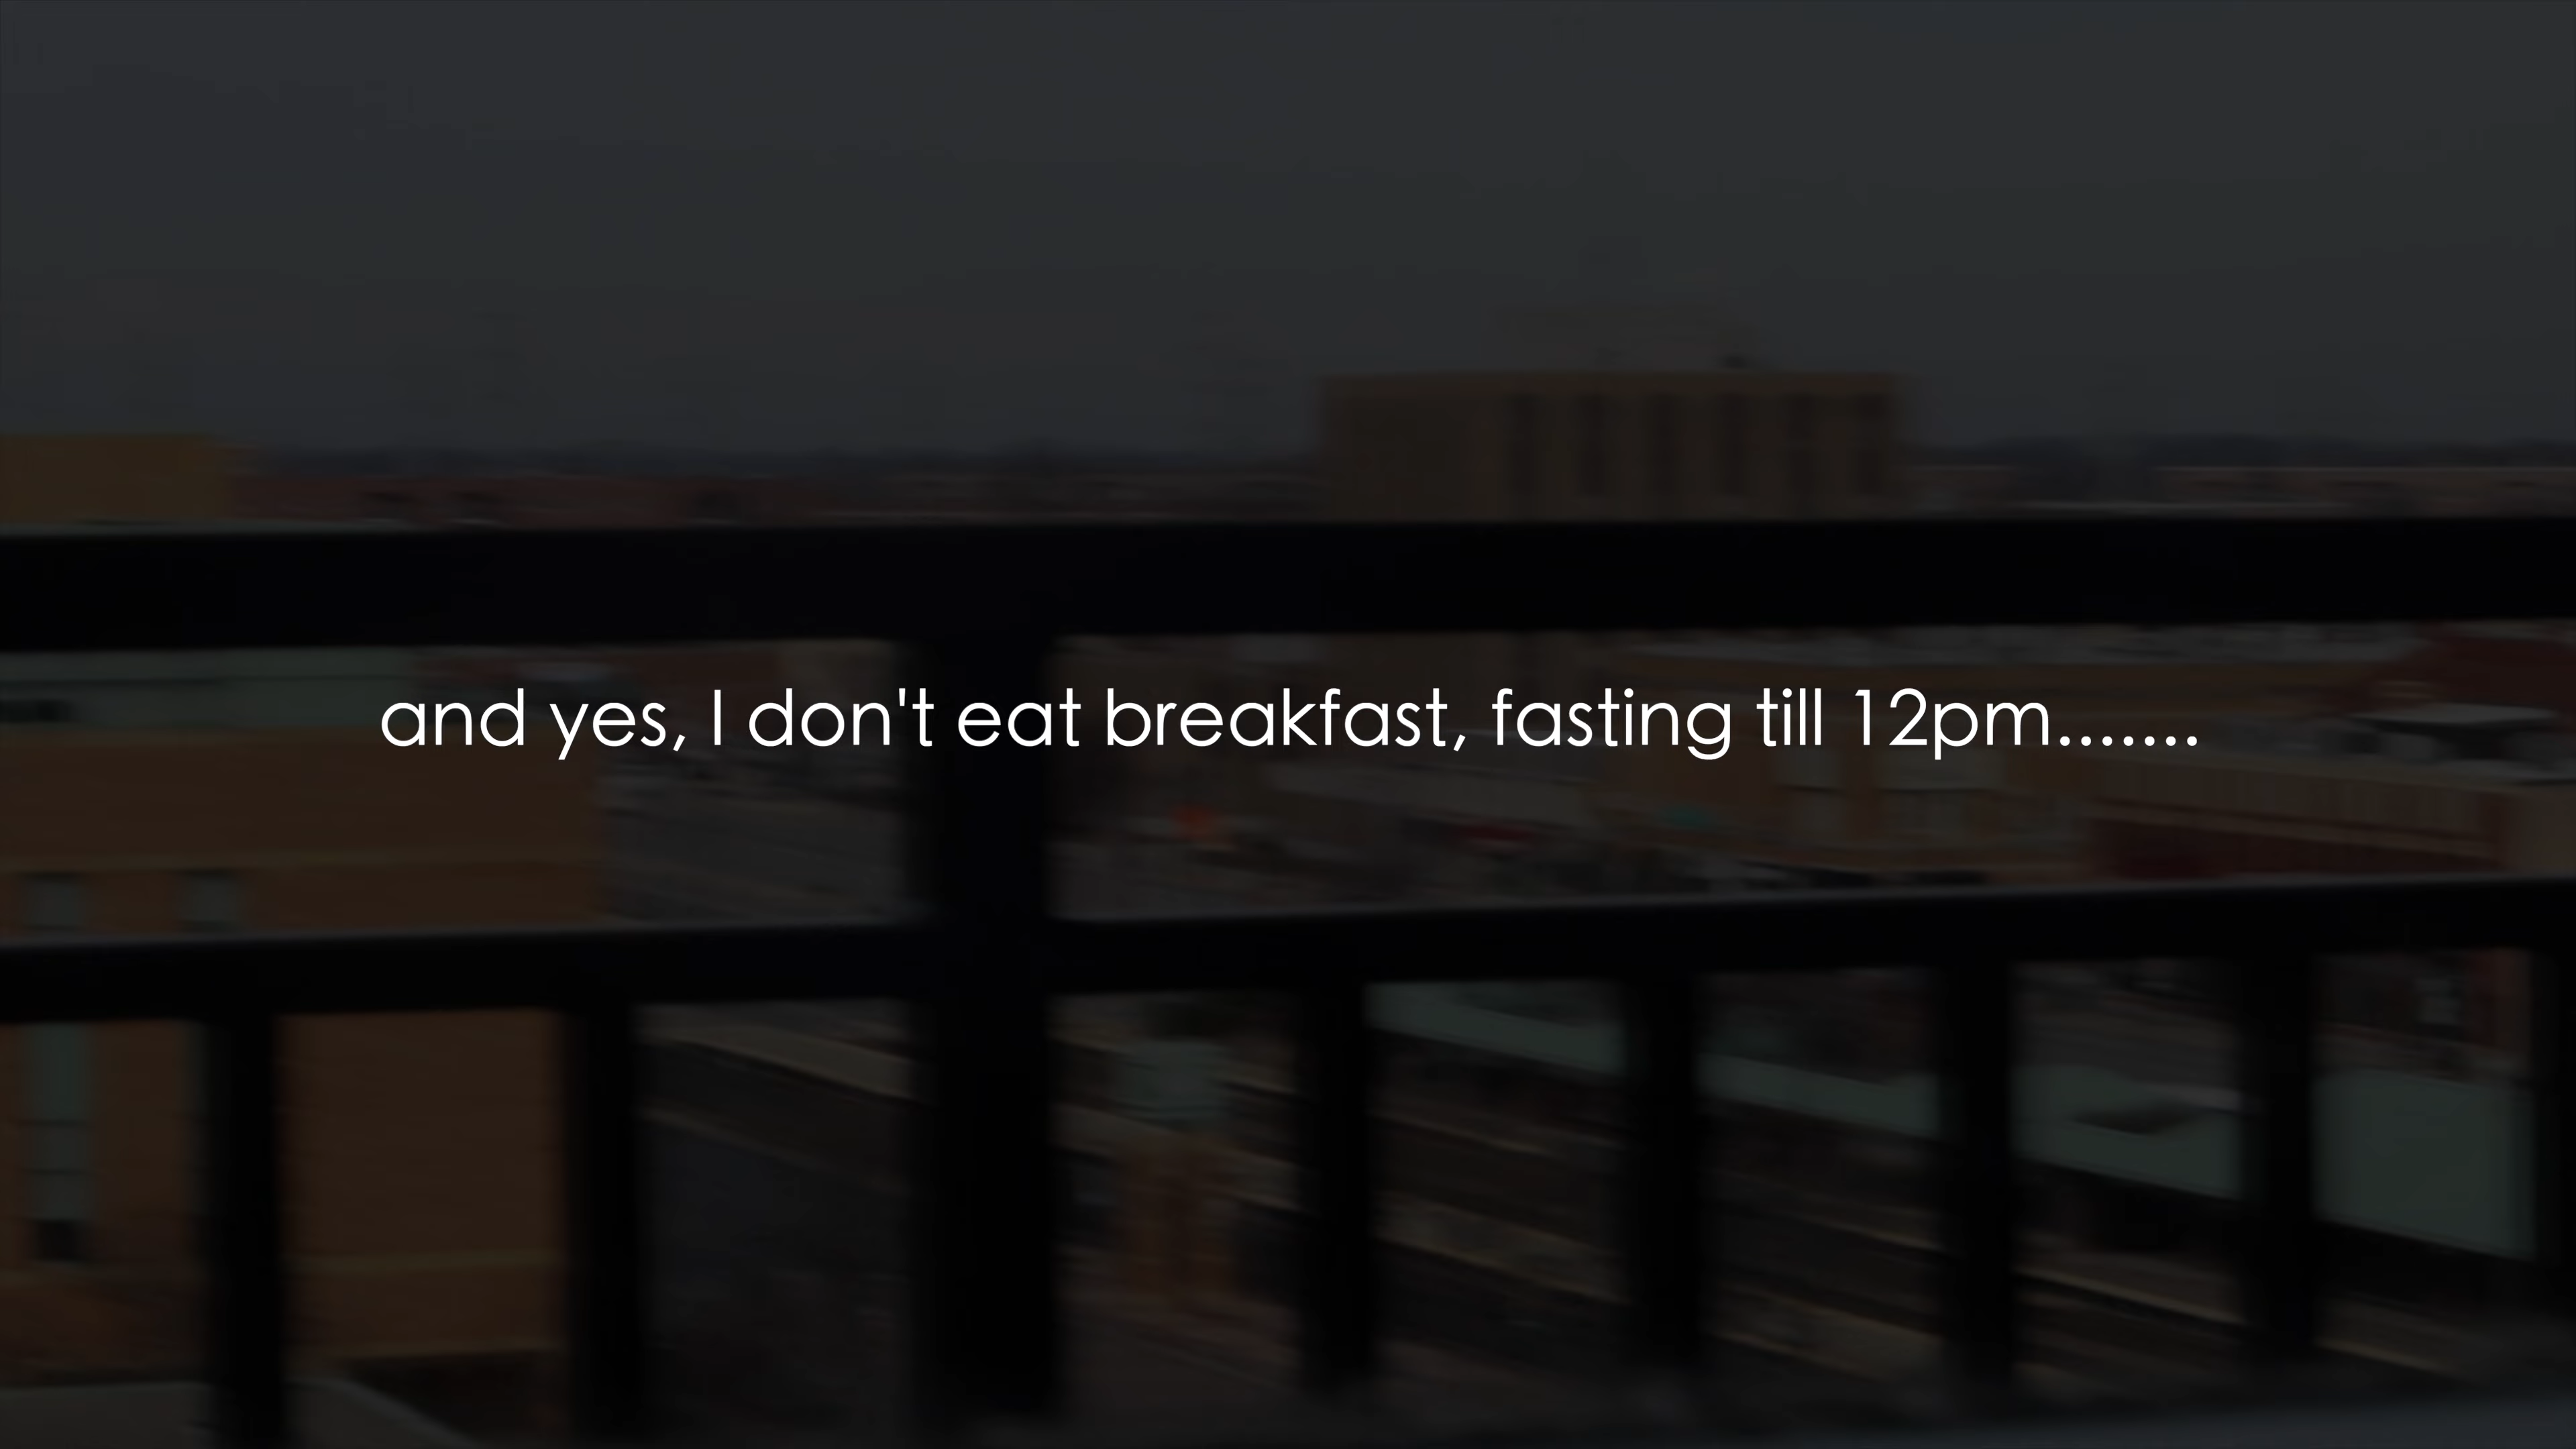 and yes, I don't eat breakfast, fasting till 12pm.......